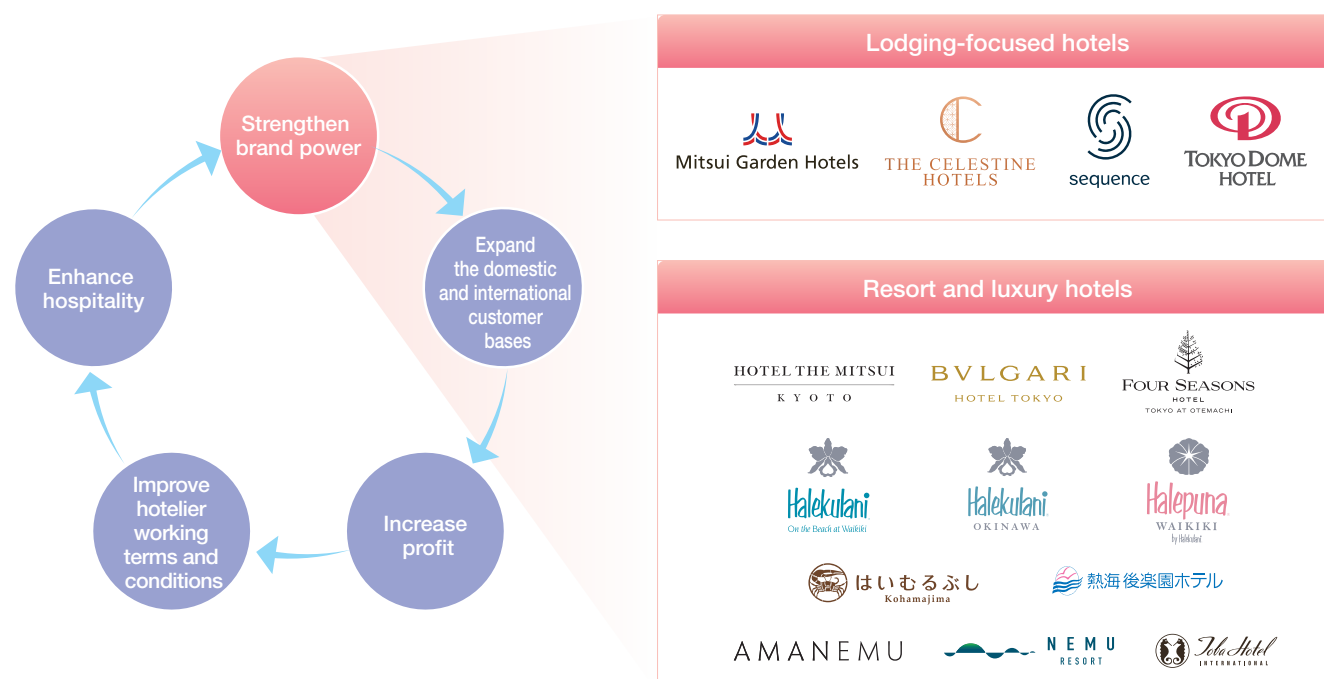 Strengthen
brand power
Expand
the domestic
and international
customer
bases
Increase
profit
Improve
hotelier
working
terms and
conditions
Enhance
hospitality
Lodging-focused hotels
Mitsui Garden Hotels
THE CELESTINE
HOTELS
sequence
TOKYO DOME
HOTEL
Resort and luxury hotels
HOTEL THE MITSUI
KYOTO
BVLGARI
HOTEL TOKYO
FOUR SEASONS
HOTEL
TOKYO AT OTEMACHI
Halekulani
On the Beach at Waikiki
Halekulani
OKINAWA
Halepuna
WAIKIKI
by Halekulani
はいむるぶし
Kohamajima
熱海後楽園ホテル
AMANEMU
NEMU
RESORT
Toba Hotel
INTERNATIONAL